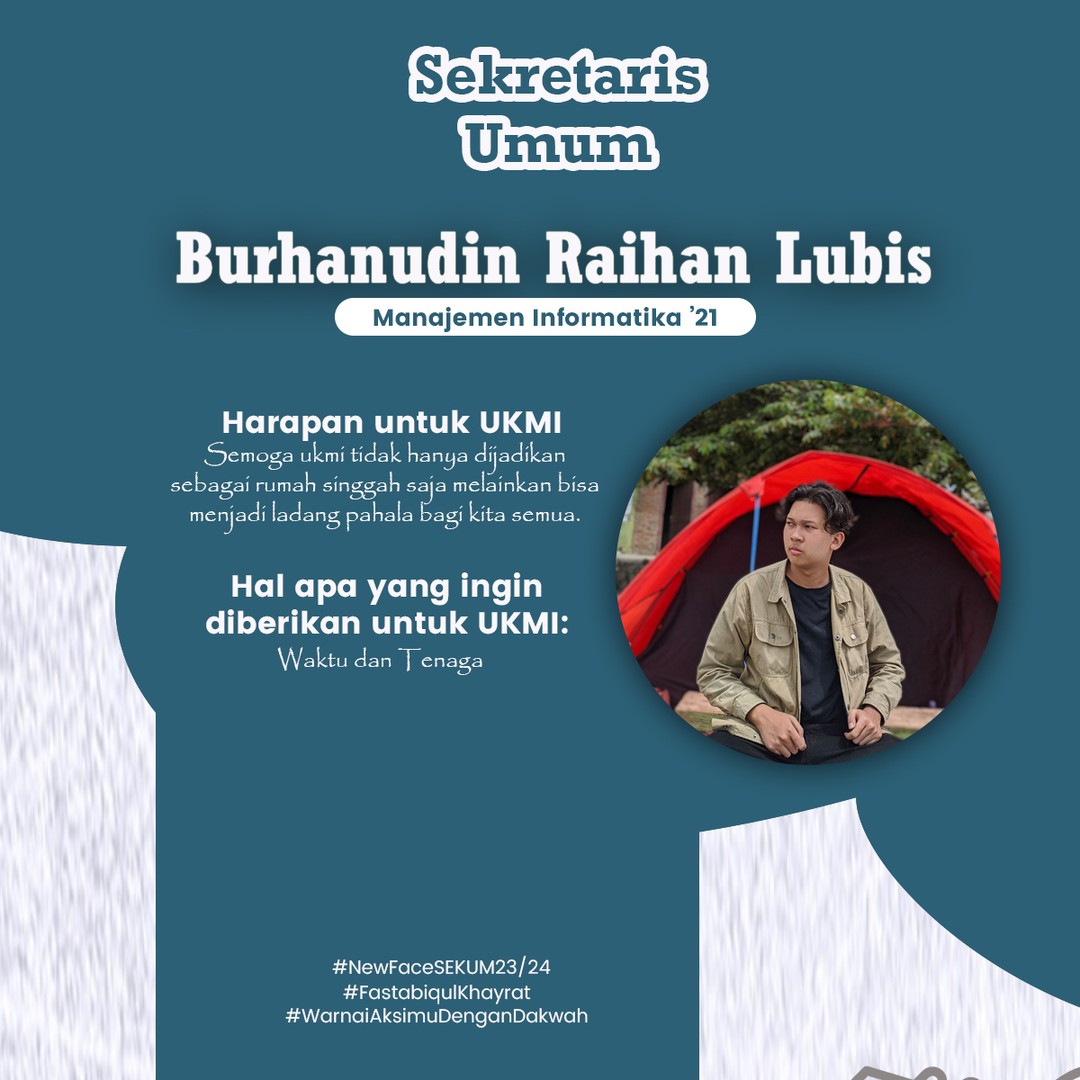 Sekretaris
Umum
Burhanudin Raihan Lubis
Manajemen Informatika ’21
Harapan untuk UKMI
Semoga ukmi tidak hanya dijadikan
sebagai rumah singgah saja melainkan bisa
menjadi ladang pahala bagi kita semua.
Hal apa yang ingin
diberikan untuk UKMI:
Waktu dan Tenaga
#NewFaceSEKUM23/24
#FastabiqulKhayrat
#WarnaiAksimuDenganDakwah